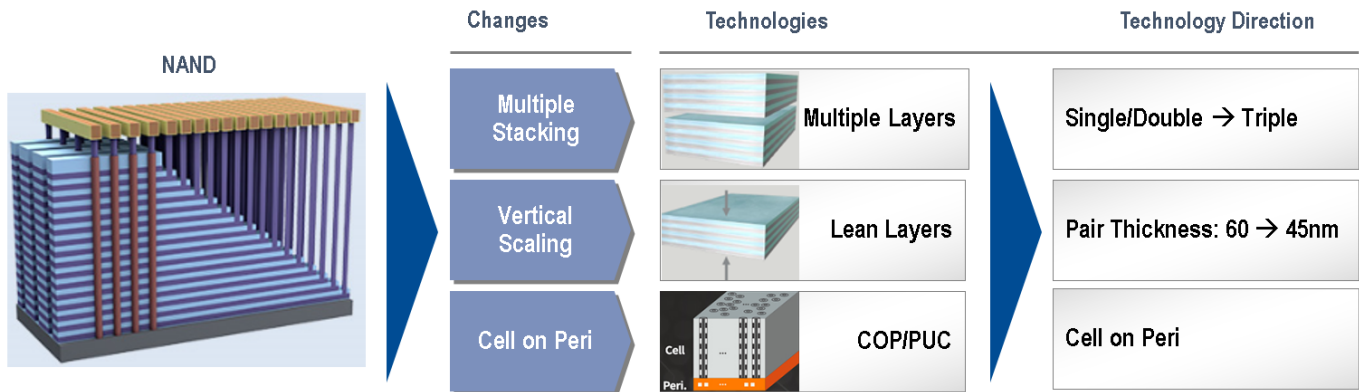 Changes
Technologies
Technology Direction
NAND
Multiple
Stacking
Multiple Layers
Single/Double → Triple
Vertical
Scaling
Lean Layers
Pair Thickness: 60 → 45nm
Cell on Peri
Cell
...
Peri.
...
COP/PUC
Cell on Peri